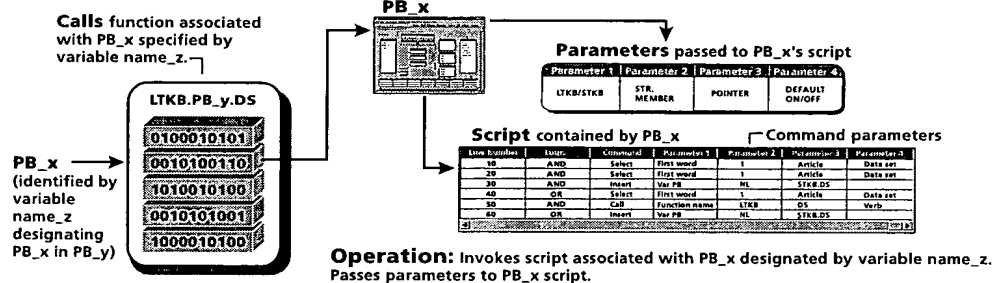 Calls function associated
with PB_x specified by
variable name_z.
PB_x
LTKB.PB_y.DS
0100010101
0010100110
1010010100
0010101001
1000010100
PB_x
(identified by
variable
name_z
designating
PB_x in PB_y)
Parameters passed to PB_x's script
Parameter 1 Parameter 2 Parameter 3 Parameter 4
LTKB/STKB STR. MEMBER POINTER DEFAULT ON/OFF
Script contained by PB_x
Command parameters
Line Number Logic Command Parameter 1 Parameter 2 Parameter 3 Parameter 4
10 AND Select First word 1 Article Data set
20 AND Select First word 1 Article Data set
30 AND Insert Var PB NL STKB.DS
40 OR Select First word 1 Article Data set
50 AND Call Function name LTKB DS Verb
60 OR Insert Var PB NL STKB.DS
Operation: Invokes script associated with PB_x designated by variable name_z.
Passes parameters to PB_x script.